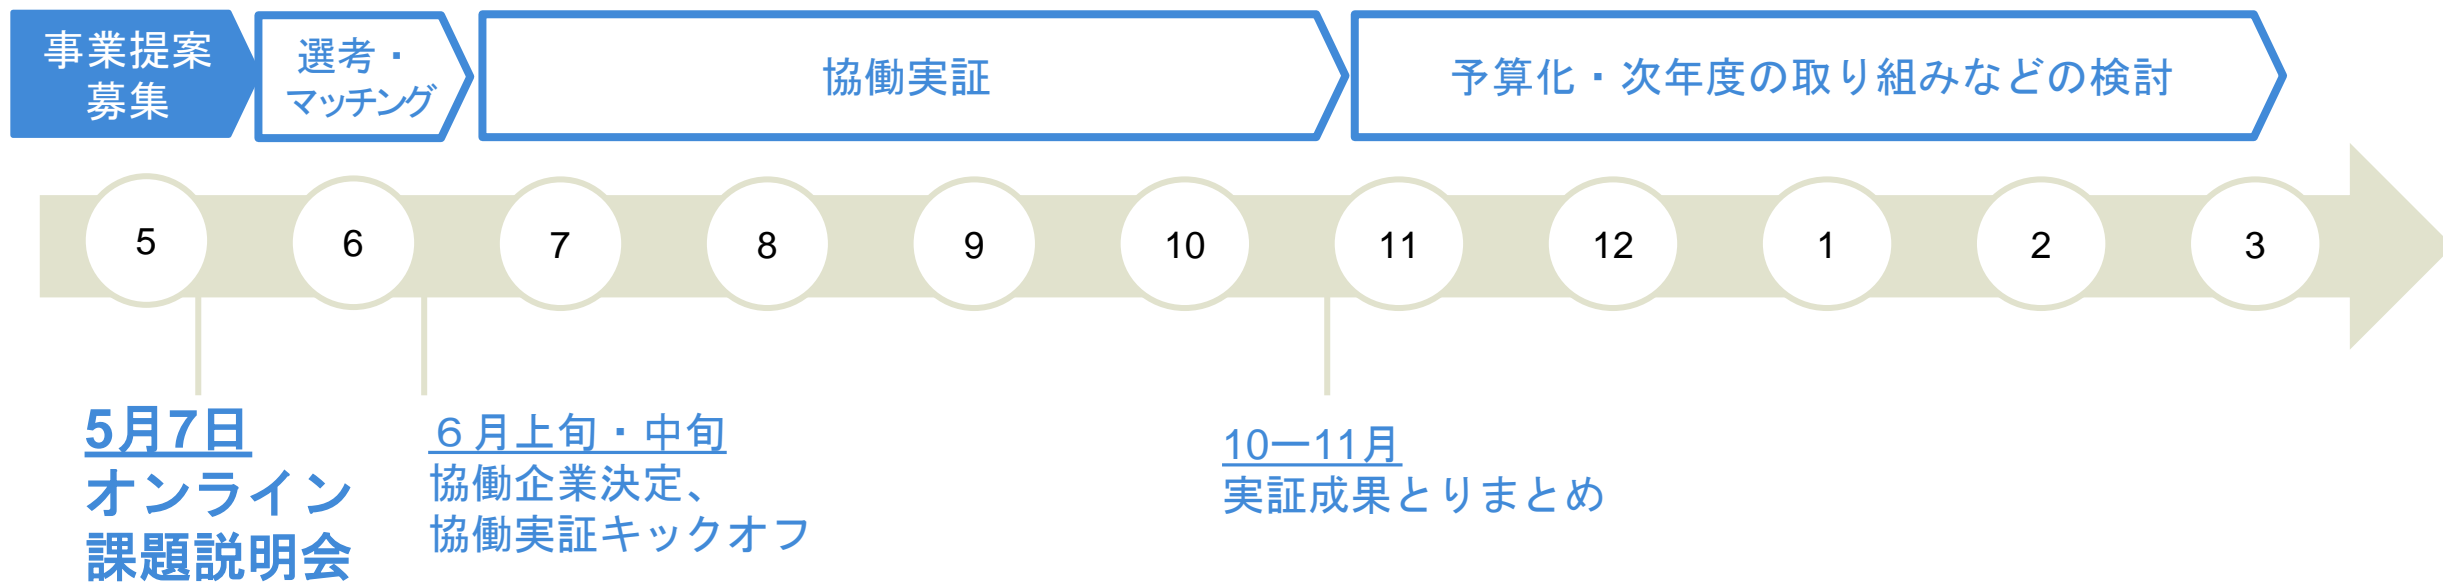 事業提案
募集
選考・
マッチング
協働実証
予算化・次年度の取り組みなどの検討
5
6
7
8
9
10
11
12
1
2
3
5月7日
オンライン
課題説明会
６月上旬・中旬
協働企業決定、
協働実証キックオフ
10ー11月
実証成果とりまとめ